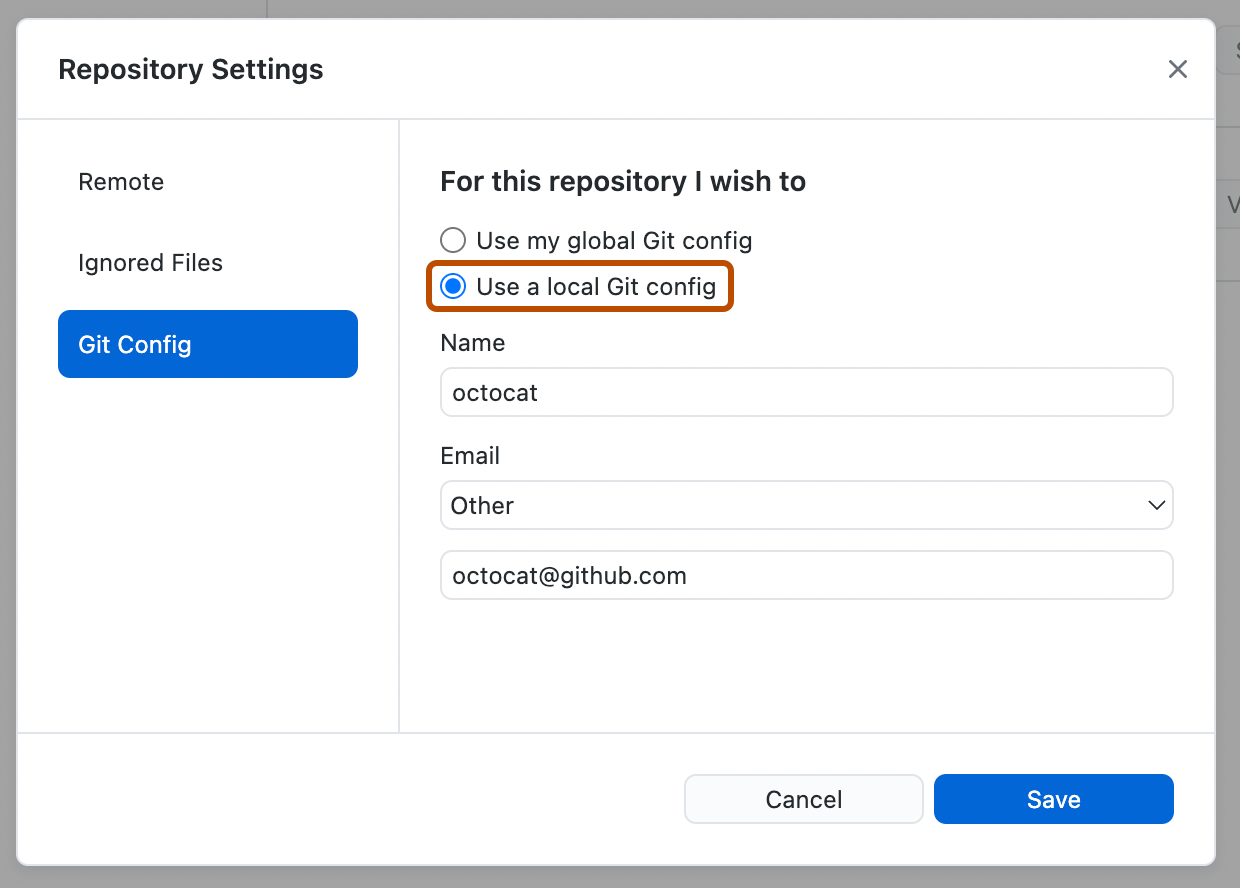 Repository Settings
Remote
Ignored Files
Git Config
For this repository I wish to
Use my global Git config
Use a local Git config
Name
octocat
Email
Other
octocat@github.com
Cancel
Save